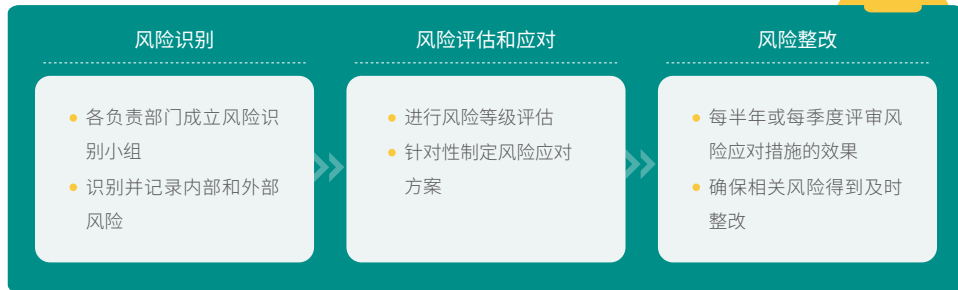 风险识别
各负责部门成立风险识
别小组
识别并记录内部和外部
风险
风险评估和应对
进行风险等级评估
针对性制定风险应对
方案
风险整改
每半年或每季度评审风
险应对措施的效果
确保相关风险得到及时
整改